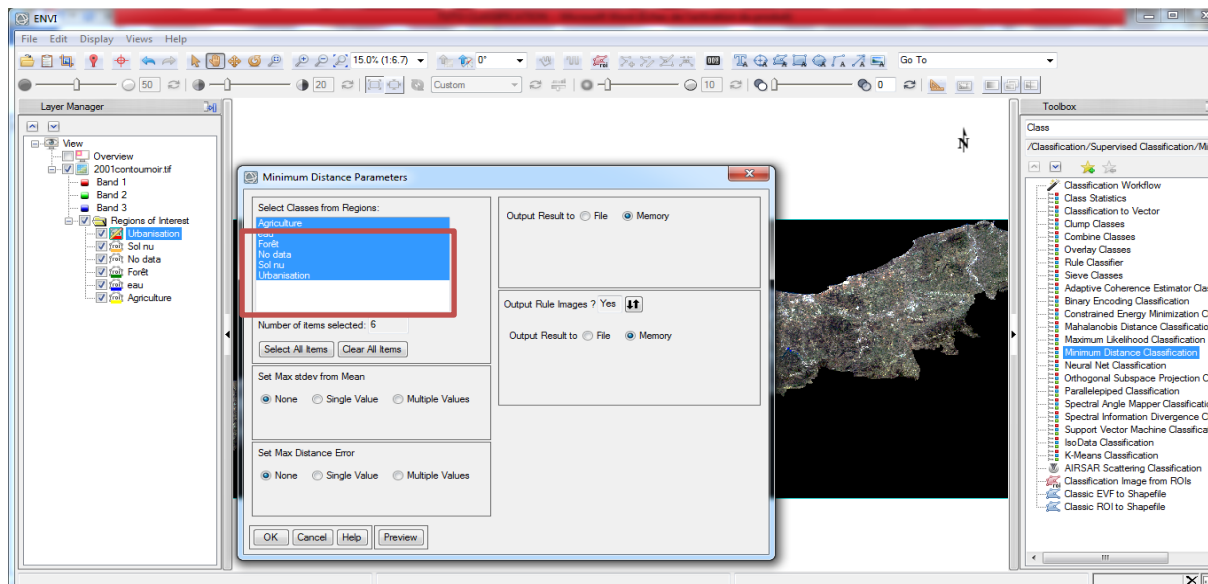 ENVI
File Edit Display Views Help
15.0% (1:6.7) 0° Go To
50 20 Custom 10 0
Layer Manager
View
Overview
2001contournoir.tif
Band 1
Band 2
Band 3
Regions of Interest
Urbanisation
Sol nu
No data
Forêt
eau
Agriculture
N
Minimum Distance Parameters
Select Classes from Regions:
Agriculture
eau
Forêt
No data
Sol nu
Urbanisation
Number of items selected: 6
Select All Items Clear All Items
Set Max stdev from Mean
None Single Value Multiple Values
Set Max Distance Error
None Single Value Multiple Values
OK Cancel Help Preview
Output Result to File Memory
Output Rule Images ? Yes
Output Result to File Memory
Toolbox
Class
/Classification/Supervised Classification/Mi
Classification Workflow
Class Statistics
Classification to Vector
Clump Classes
Combine Classes
Overlay Classes
Rule Classifier
Sieve Classes
Adaptive Coherence Estimator Clas
Binary Encoding Classification
Constrained Energy Minimization C
Mahalanobis Distance Classificatio
Maximum Likelihood Classification
Minimum Distance Classification
Neural Net Classification
Orthogonal Subspace Projection C
Parallelepiped Classification
Spectral Angle Mapper Classificatio
Spectral Information Divergence C
Support Vector Machine Classificat
IsoData Classification
K-Means Classification
AIRSAR Scattering Classification
Classification Image from ROIs
Classic EVF to Shapefile
Classic ROI to Shapefile